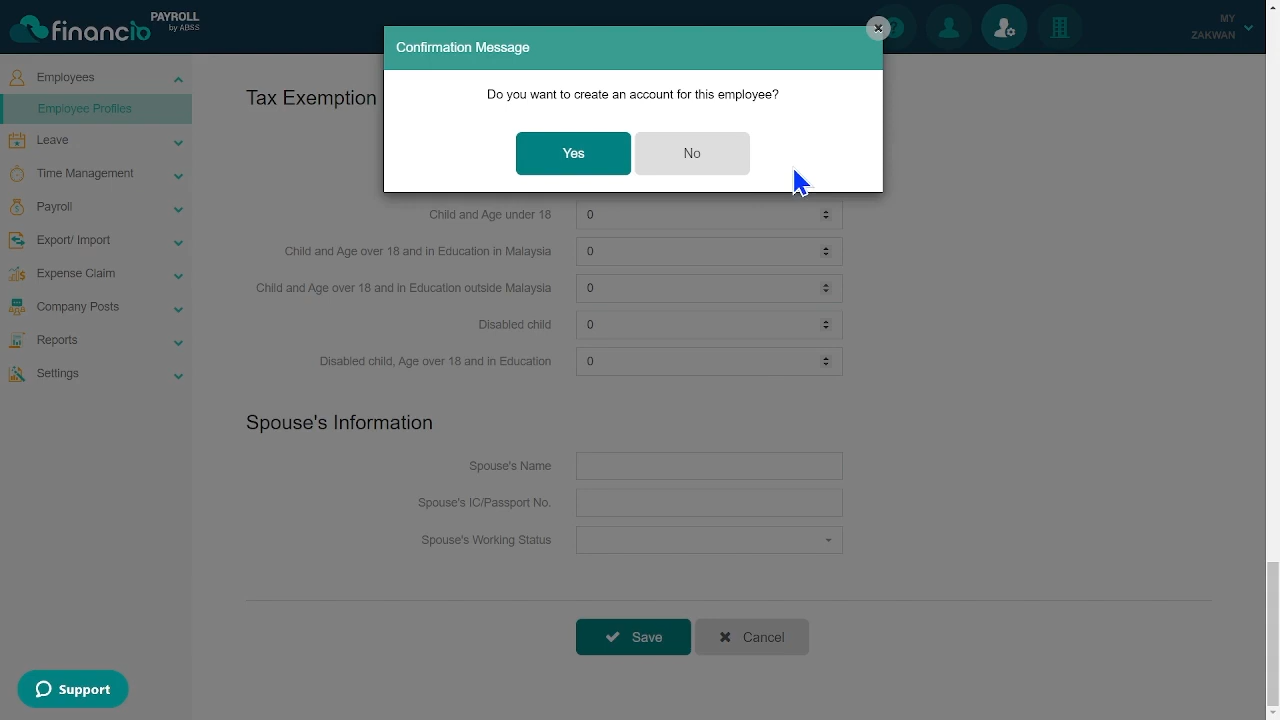 financio
PAYROLL
by ABSS
MY
ZAKWAN
Confirmation Message
Do you want to create an account for this employee?
Yes
No
Employees
Employee Profiles
Leave
Time Management
Payroll
Export/ Import
Expense Claim
Company Posts
Reports
Settings
Tax Exemption
Child and Age under 18
0
Child and Age over 18 and in Education in Malaysia
0
Child and Age over 18 and in Education outside Malaysia
0
Disabled child
0
Disabled child, Age over 18 and in Education
0
Spouse's Information
Spouse's Name
Spouse's IC/Passport No.
Spouse's Working Status
Save
Cancel
Support